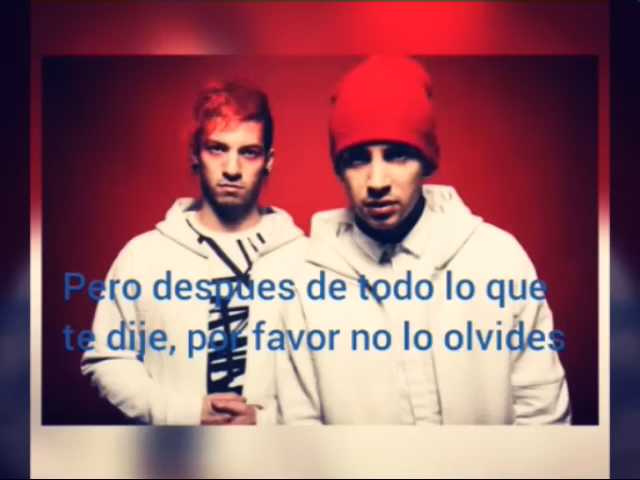 Pero despues de todo lo que
te dije, por favor no lo olvides